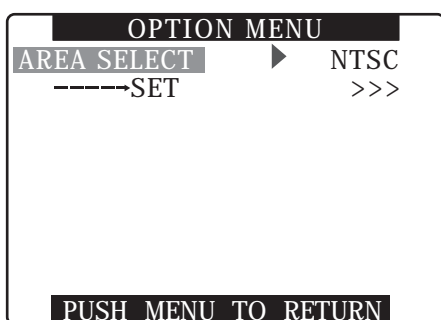 OPTION MENU
AREA SELECT ▶ NTSC
-----→SET >>>
PUSH MENU TO RETURN